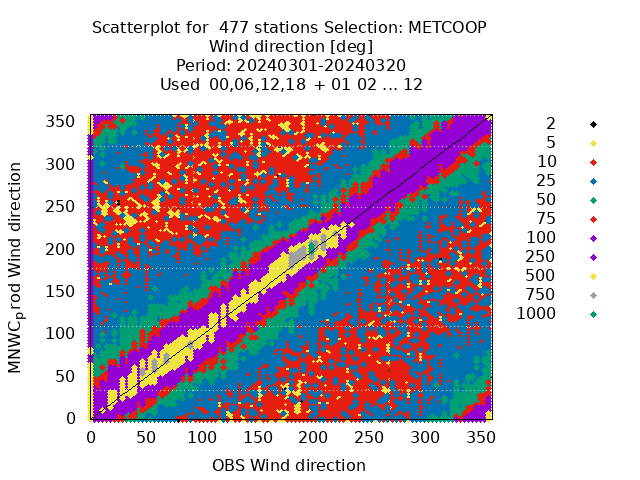 Scatterplot for  477 stations Selection: METCOOP
Wind direction [deg]
Period: 20240301-20240320
Used  00,06,12,18  + 01 02 ... 12
MNWC_prod Wind direction
350
300
250
200
150
100
50
0
0 50 100 150 200 250 300 350
OBS Wind direction
2
5
10
25
50
75
100
250
500
750
1000